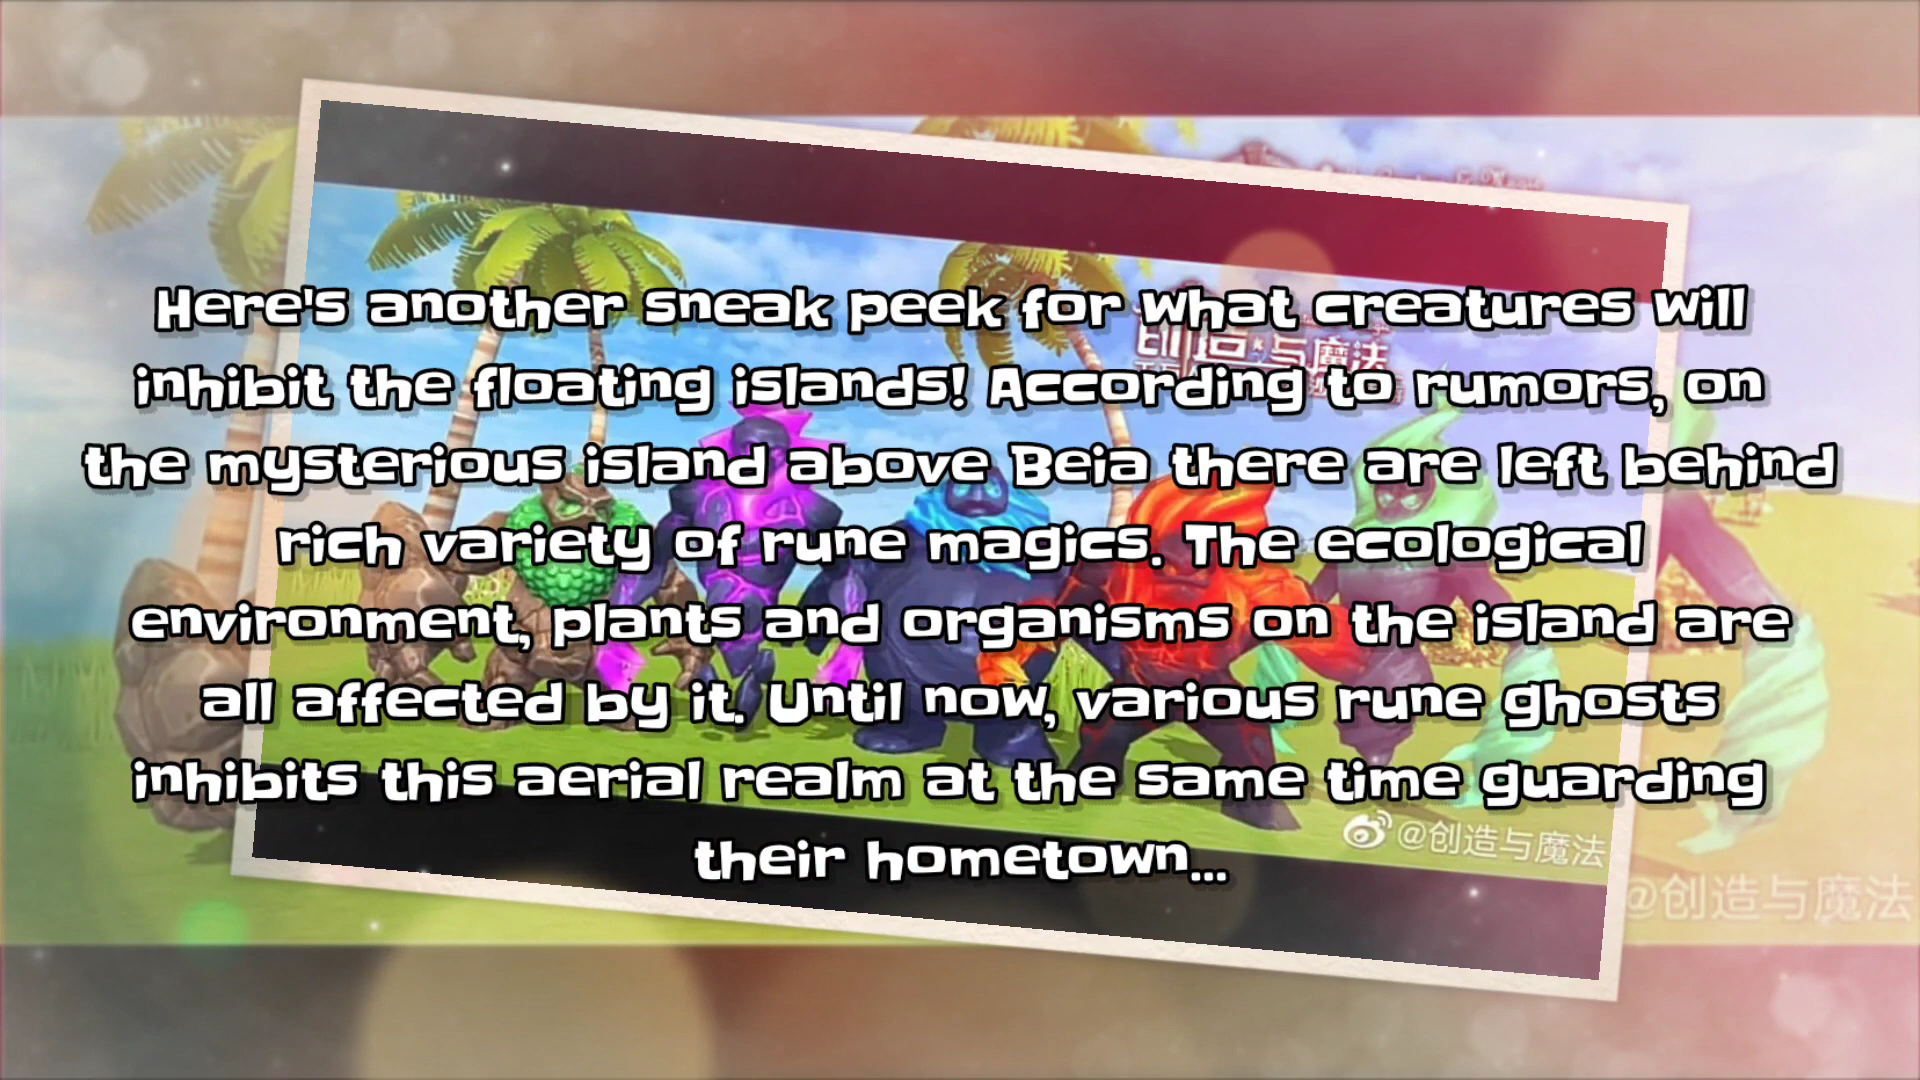 Here's another sneak peek for what creatures will
inhibit the floating islands! According to rumors, on
the mysterious island above Beia there are left behind
rich variety of rune magics. The ecological
environment, plants and organisms on the island are
all affected by it. Until now, various rune ghosts
inhibits this aerial realm at the same time guarding
their hometown...
创造与魔法
@创造与魔法
@创造与魔法